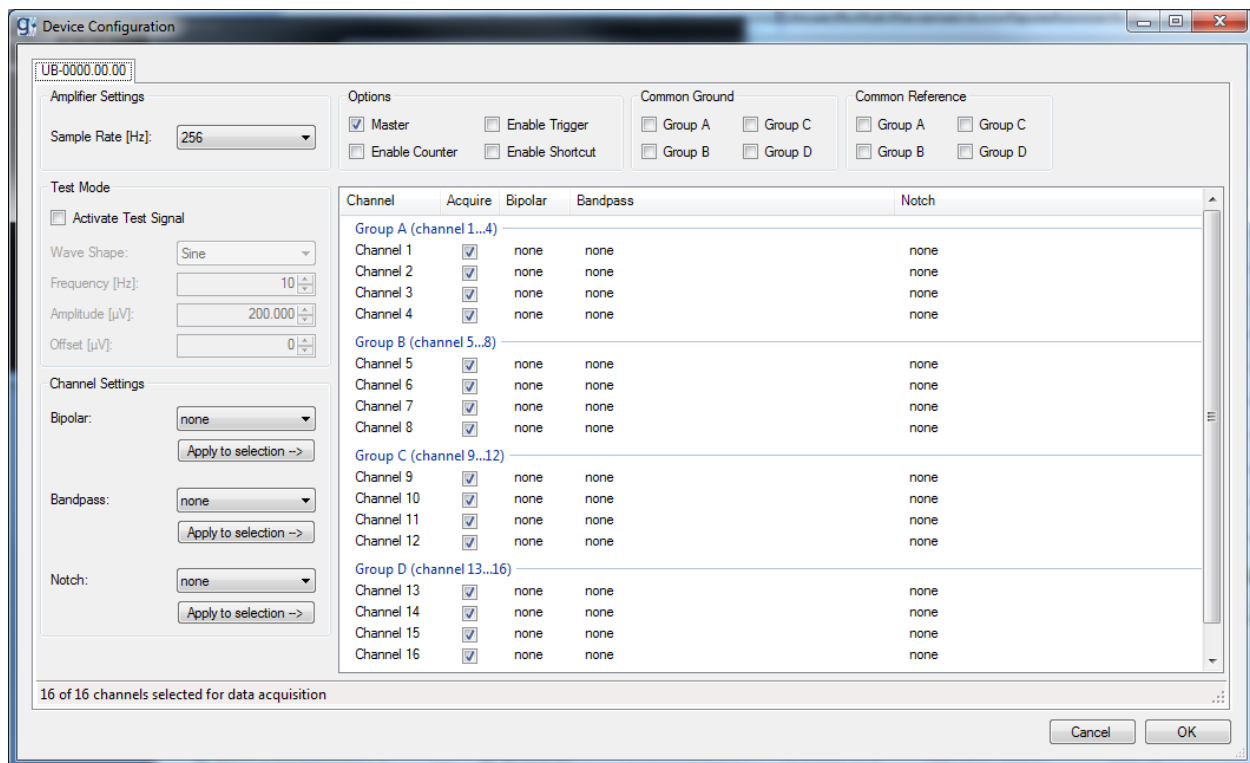 g+ Device Configuration
UB-0000.00.00
Amplifier Settings
Sample Rate [Hz]: 256
Options
Master Enable Trigger
Enable Counter Enable Shortcut
Common Ground
Group A Group C
Group B Group D
Common Reference
Group A Group C
Group B Group D
Test Mode
Activate Test Signal
Wave Shape: Sine
Frequency [Hz]: 10
Amplitude [µV]: 200.000
Offset [µV]: 0
Channel Settings
Bipolar: none
Apply to selection -->
Bandpass: none
Apply to selection -->
Notch: none
Apply to selection -->
Channel Acquire Bipolar Bandpass Notch
Group A (channel 1...4)
Channel 1 none none none
Channel 2 none none none
Channel 3 none none none
Channel 4 none none none
Group B (channel 5...8)
Channel 5 none none none
Channel 6 none none none
Channel 7 none none none
Channel 8 none none none
Group C (channel 9...12)
Channel 9 none none none
Channel 10 none none none
Channel 11 none none none
Channel 12 none none none
Group D (channel 13...16)
Channel 13 none none none
Channel 14 none none none
Channel 15 none none none
Channel 16 none none none
16 of 16 channels selected for data acquisition
Cancel OK